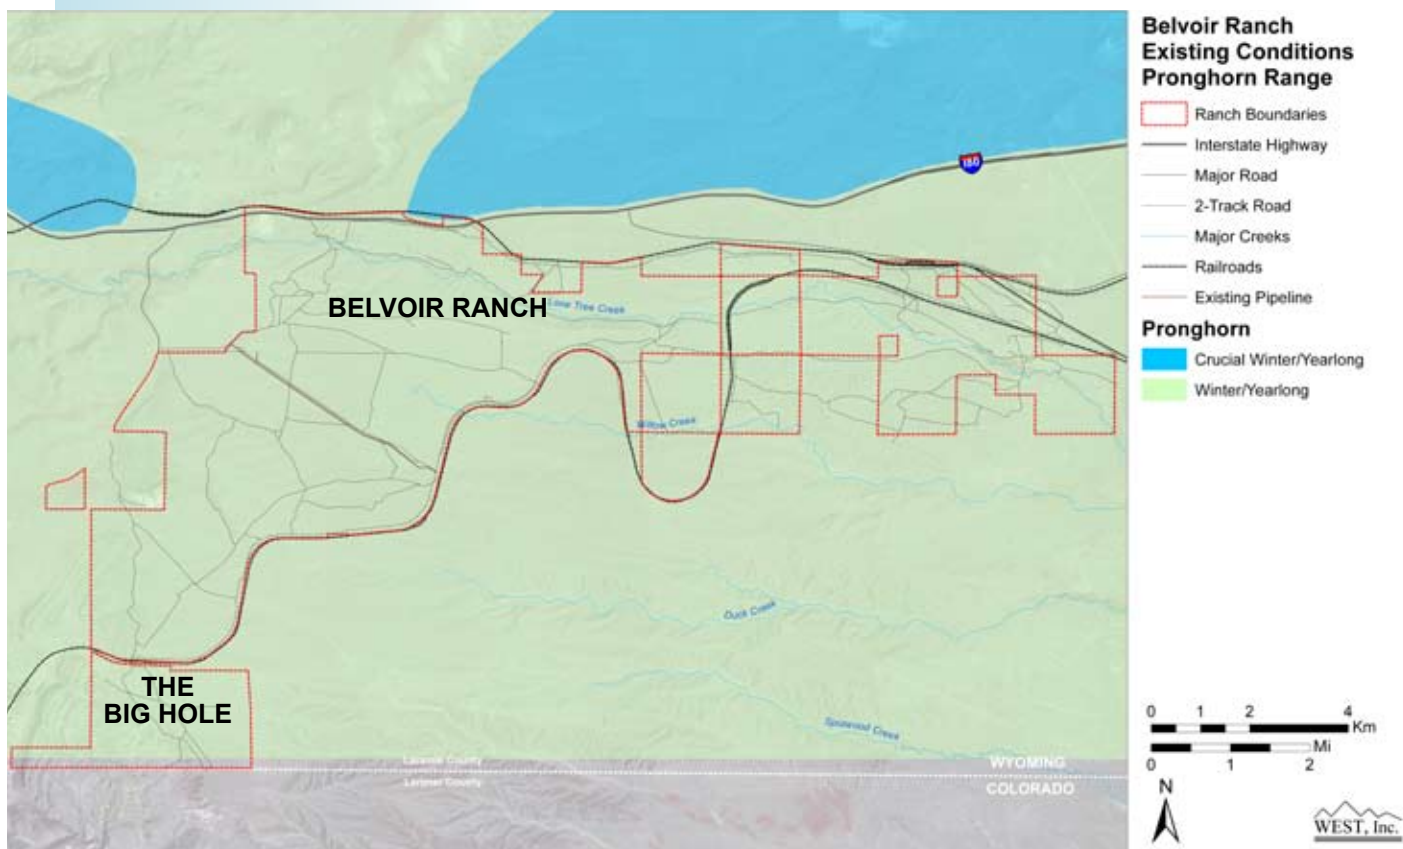 Belvoir Ranch
Existing Conditions
Pronghorn Range
Ranch Boundaries
Interstate Highway
Major Road
2-Track Road
Major Creeks
Railroads
Existing Pipeline
Pronghorn
Crucial Winter/Yearlong
Winter/Yearlong
BELVOIR RANCH
Lone Tree Creek
Willow Creek
Duck Creek
Spottlewood Creek
THE
BIG HOLE
Laramie County
Larimer County
WYOMING
COLORADO
0 1 2 4
Km
Mi
0 1 2
N
WEST, Inc.